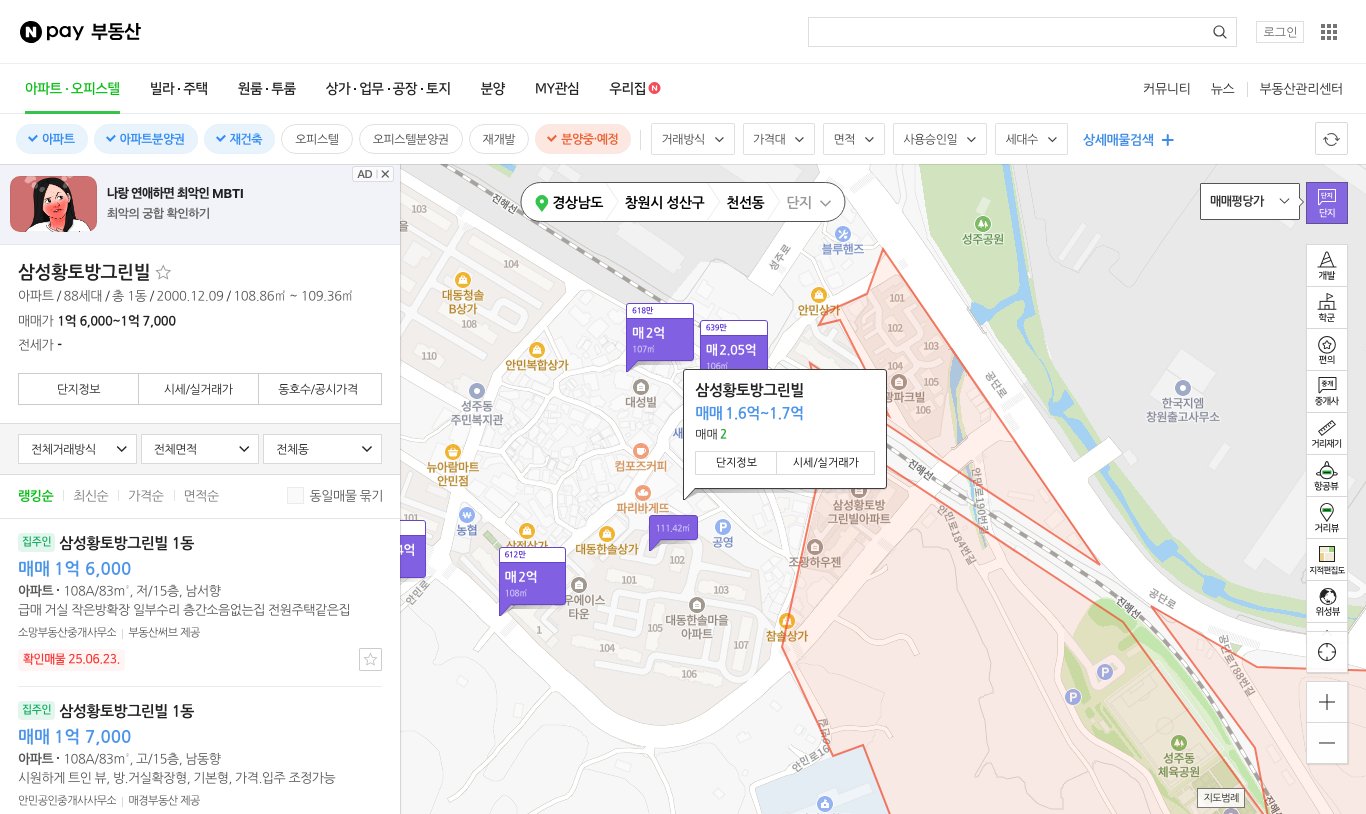 N pay 부동산
로그인
아파트·오피스텔 빌라·주택 원룸·투룸 상가·업무·공장·토지 분양 MY관심 우리집 N
커뮤니티 뉴스 부동산관리센터
아파트 아파트분양권 재건축 오피스텔 오피스텔분양권 재개발 분양중·예정 거래방식 가격대 면적 사용승인일 세대수 상세매물검색
AD
나랑 연애하면 최악인 MBTI
최악의 궁합 확인하기
삼성황토방그린빌
아파트 / 88세대 / 총 1동 / 2000.12.09 / 108.86㎡ ~ 109.36㎡
매매가 1억 6,000~1억 7,000
전세가 -
단지정보 시세/실거래가 동호수/공시가격
전체거래방식 전체면적 전체동
랭킹순 최신순 가격순 면적순 동일매물 묶기
집주인 삼성황토방그린빌 1동
매매 1억 6,000
아파트 · 108A/83㎡, 저/15층, 남서향
급매 거실 작은방확장 일부수리 층간소음없는집 전원주택같은집
소망부동산중개사무소 부동산써브 제공
확인매물 25.06.23.
집주인 삼성황토방그린빌 1동
매매 1억 7,000
아파트 · 108A/83㎡, 고/15층, 남동향
시원하게 트인 뷰, 방.거실확장형, 기본형, 가격.입주 조정가능
안민공인중개사사무소 매경부동산 제공
경상남도 창원시 성산구 천선동 단지
매매평당가
단지
단지
개발
학군
편의
중개
중개사
거리재기
항공뷰
거리뷰
지적편집도
위성뷰
지도범례
103
진해선
105
104
대동청솔
B상가
108
110
안민복합상가
성주동
주민복지관
뉴아람마트
안민점
농협
안민로
블루핸즈
성주로
성주공원
안민상가
101
102
103
104
105
106
공단로
618만
매 2억
107㎡
639만
매 2.05억
106㎡
대성빌
컴포즈커피
파리바게뜨
삼성황토방그린빌
매매 1.6억~1.7억
매매 2
단지정보 시세/실거래가
진해선
안민로190번길
안민로184번길
한국지엠
창원출고사무소
삼성황토방
그린빌아파트
조광하우젠
111.42㎡
공영
대동한솔상가
612만
매 2억
108㎡
타운
101
102
103
대동한솔마을
아파트
105
107
104
106
1
참솔상가
진해선
공단로
공단로788번길
성주동
체육공원
진해선